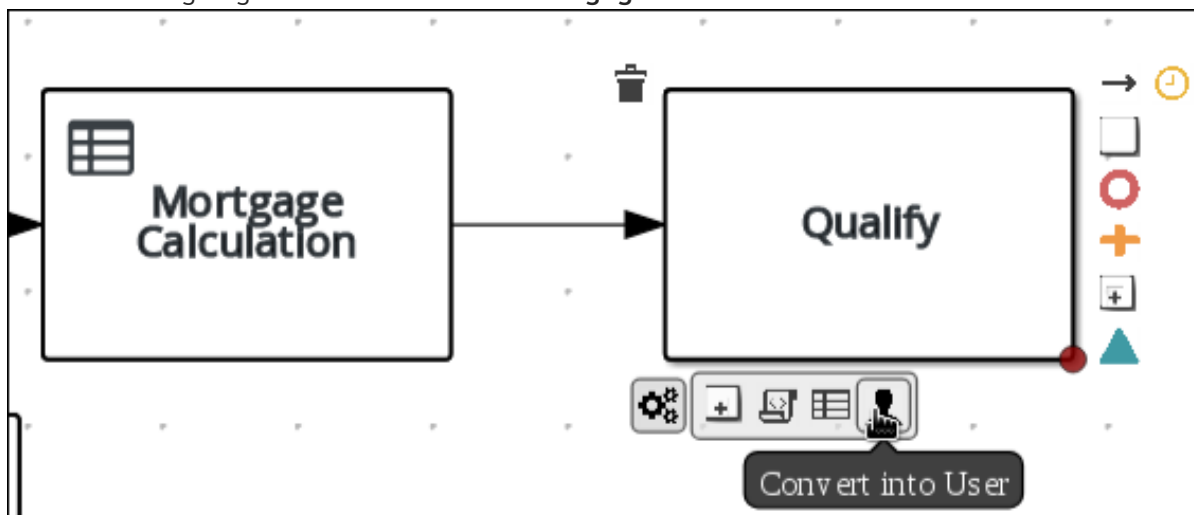 Mortgage
Calculation
Qualify
Convert into User